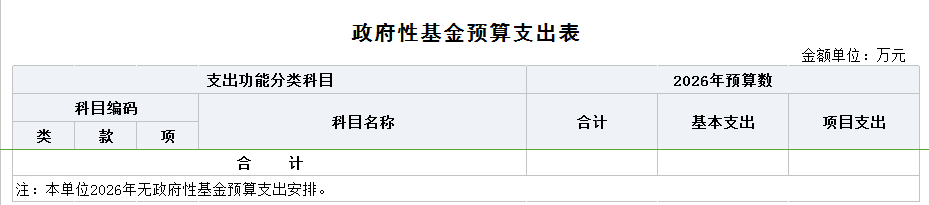 政府性基金预算支出表
金额单位：万元
支出功能分类科目 2026年预算数
科目编码 科目名称 合计 基本支出 项目支出
类 款 项
合 计
注：本单位2026年无政府性基金预算支出安排。